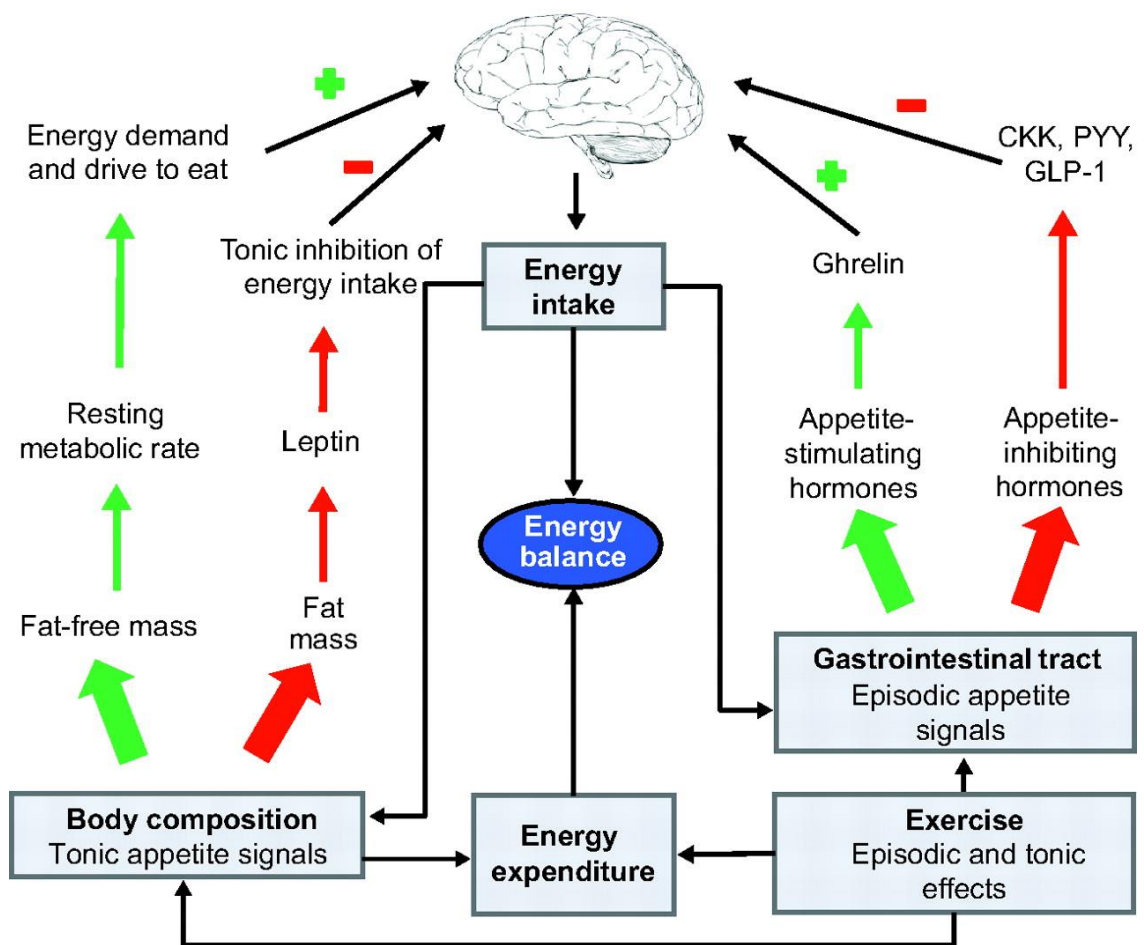 Energy demand
and drive to eat
CKK, PYY,
GLP-1
Tonic inhibition of
energy intake
Energy
intake
Ghrelin
Resting
metabolic rate
Leptin
Appetite-
stimulating
hormones
Appetite-
inhibiting
hormones
Energy
balance
Fat-free mass
Fat
mass
Gastrointestinal tract
Episodic appetite
signals
Body composition
Tonic appetite signals
Energy
expenditure
Exercise
Episodic and tonic
effects